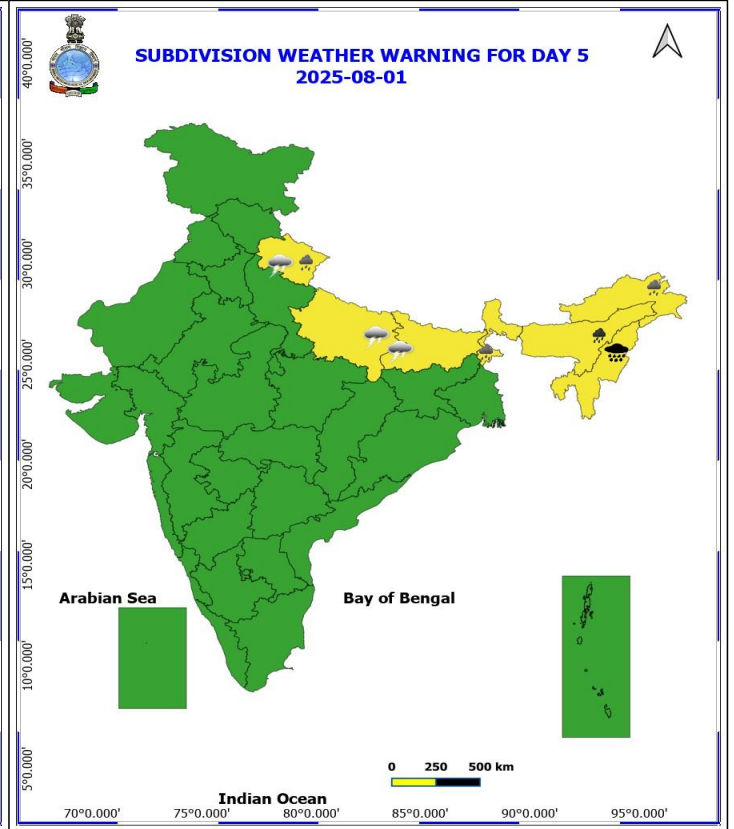 SUBDIVISION WEATHER WARNING FOR DAY 5
2025-08-01
40°0.000'
35°0.000'
30°0.000'
25°0.000'
20°0.000'
15°0.000'
10°0.000'
5°0.000'
Arabian Sea
Bay of Bengal
0 250 500 km
Indian Ocean
70°0.000' 75°0.000' 80°0.000' 85°0.000' 90°0.000' 95°0.000'